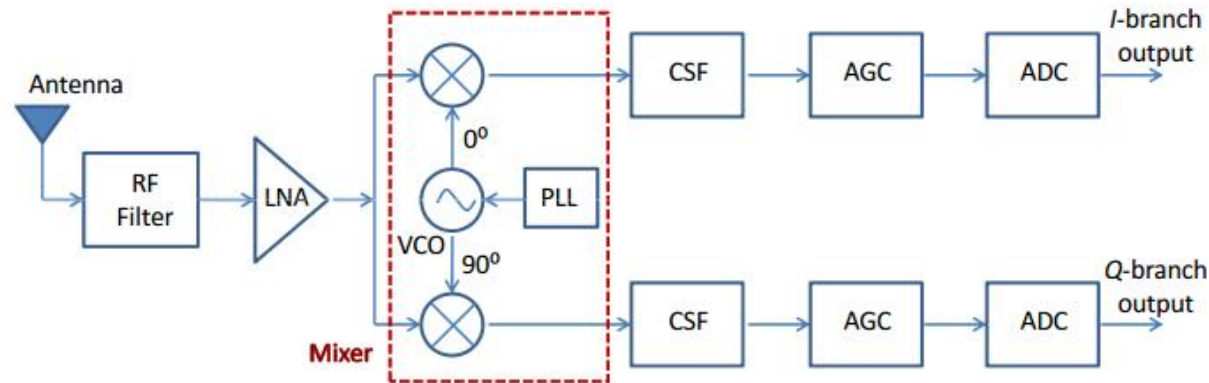 Antenna
RF
Filter
LNA
0⁰
VCO
90⁰
PLL
Mixer
CSF
AGC
ADC
I-branch
output
CSF
AGC
ADC
Q-branch
output